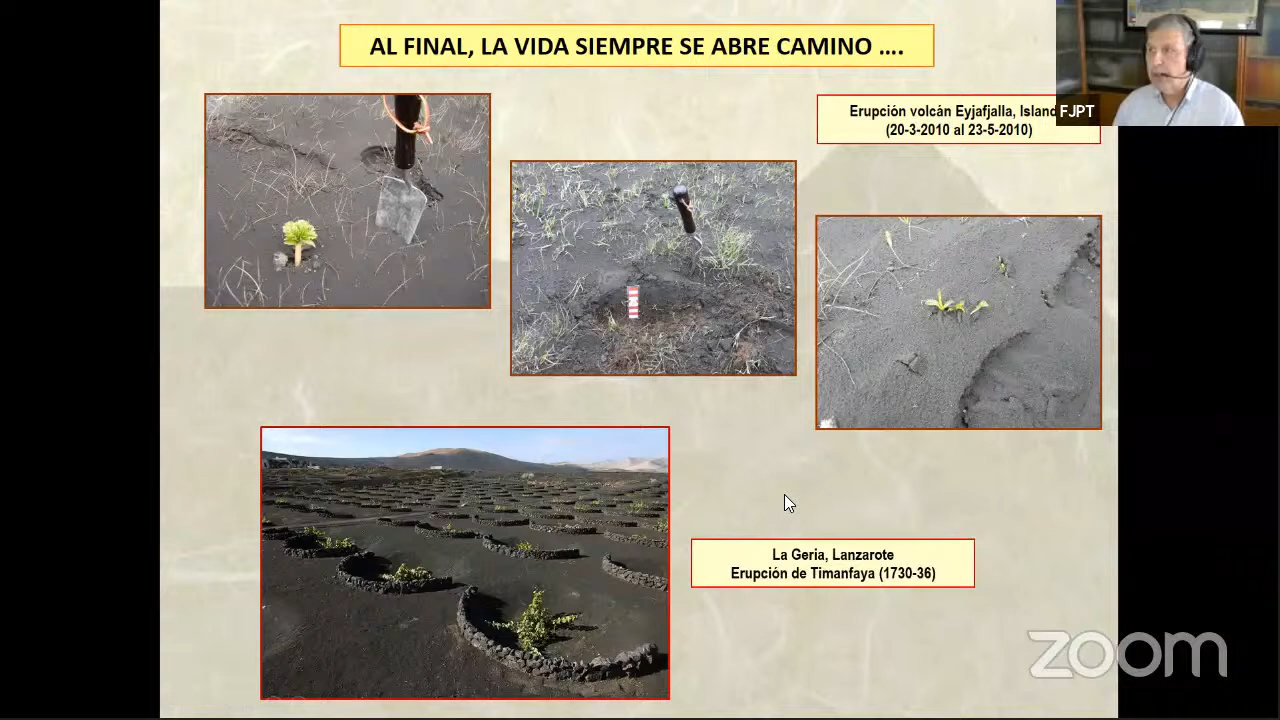 AL FINAL, LA VIDA SIEMPRE SE ABRE CAMINO ....
Erupción volcán Eyjafjalla, Island
(20-3-2010 al 23-5-2010)
FJPT
La Geria, Lanzarote
Erupción de Timanfaya (1730-36)
zoom